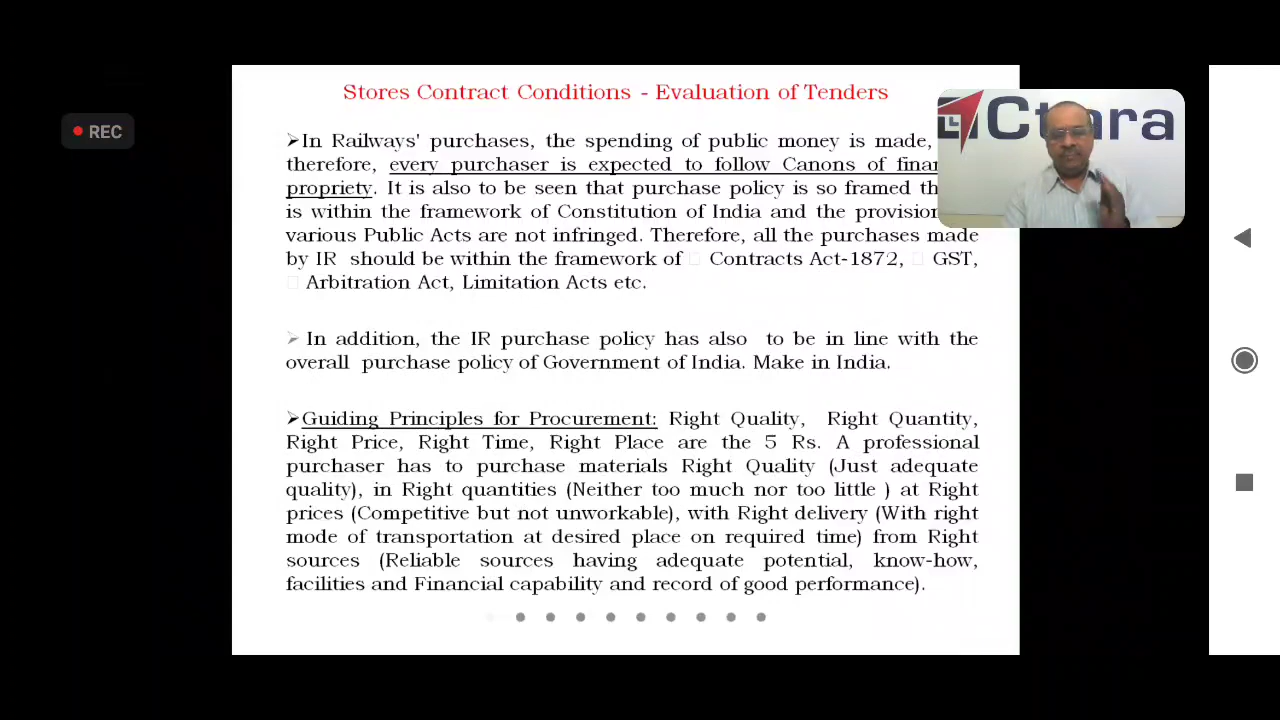 Stores Contract Conditions - Evaluation of Tenders
REC
➢In Railways' purchases, the spending of public money is made,
therefore, every purchaser is expected to follow Canons of
propriety. It is also to be seen that purchase policy is so framed
is within the framework of Constitution of India and the
various Public Acts are not infringed. Therefore, all the purchases made
by IR should be within the framework of □ Contracts Act-1872, □ GST,
□ Arbitration Act, Limitation Acts etc.
➢ In addition, the IR purchase policy has also to be in line with the
overall purchase policy of Government of India. Make in India.
➢Guiding Principles for Procurement: Right Quality, Right Quantity,
Right Price, Right Time, Right Place are the 5 Rs. A professional
purchaser has to purchase materials Right Quality (Just adequate
quality), in Right quantities (Neither too much nor too little ) at Right
prices (Competitive but not unworkable), with Right delivery (With right
mode of transportation at desired place on required time) from Right
sources (Reliable sources having adequate potential, know-how,
facilities and Financial capability and record of good performance).